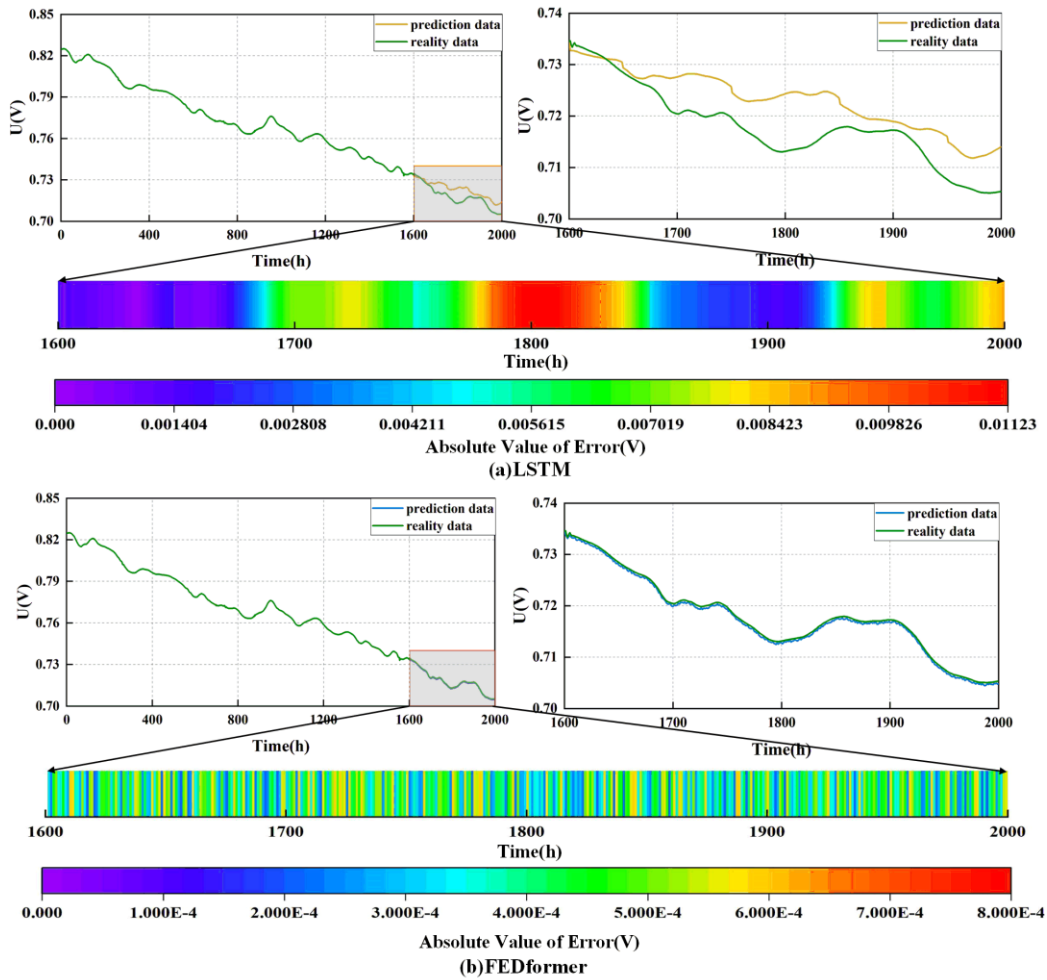 0.85
0.82
0.79
0.76
0.73
0.70
U(V)
prediction data
reality data
0 400 800 1200 1600 2000
Time(h)
0.74
0.73
0.72
0.71
0.70
U(V)
prediction data
reality data
1600 1700 1800 1900 2000
Time(h)
1600 1700 1800 1900 2000
Time(h)
0.000 0.001404 0.002808 0.004211 0.005615 0.007019 0.008423 0.009826 0.01123
Absolute Value of Error(V)
(a)LSTM
0.85
0.82
0.79
0.76
0.73
0.70
U(V)
prediction data
reality data
0 400 800 1200 1600 2000
Time(h)
0.74
0.73
0.72
0.71
0.70
U(V)
prediction data
reality data
1600 1700 1800 1900 2000
Time(h)
1600 1700 1800 1900 2000
Time(h)
0.000 1.000E-4 2.000E-4 3.000E-4 4.000E-4 5.000E-4 6.000E-4 7.000E-4 8.000E-4
Absolute Value of Error(V)
(b)FEDformer